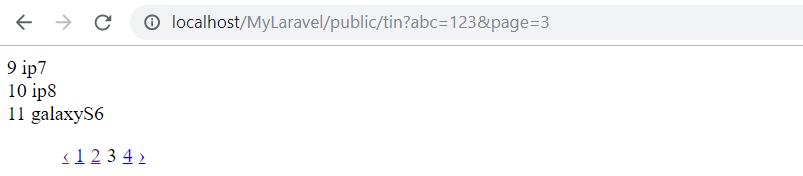 localhost/MyLaravel/public/tin?abc=123&page=3
9 ip7
10 ip8
11 galaxyS6
‹ 1 2 3 4 ›